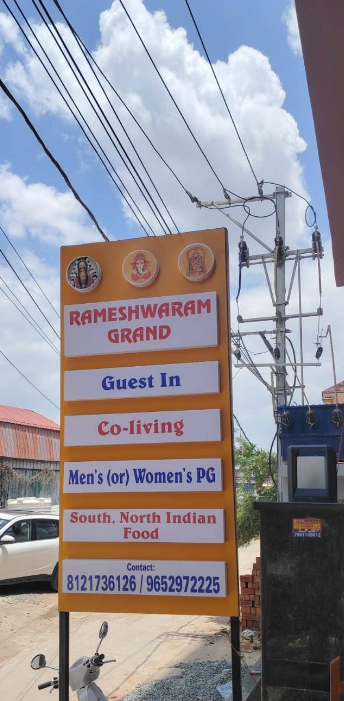 RAMESHWARAM
GRAND
Guest In
Co-living
Men's (or) Women's PG
South, North Indian
Food
Contact:
8121736126 / 9652972225